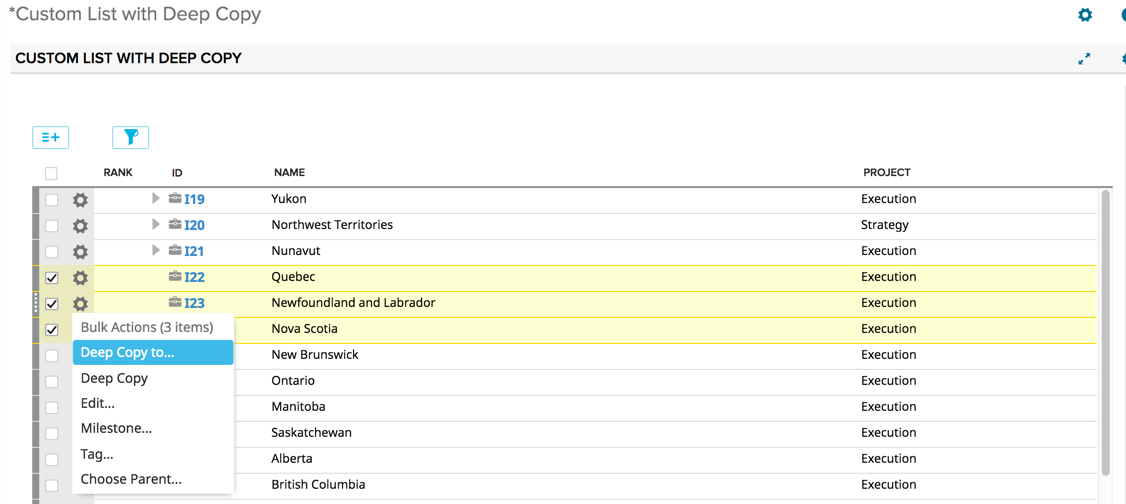 *Custom List with Deep Copy
CUSTOM LIST WITH DEEP COPY
RANK ID NAME PROJECT
I19 Yukon Execution
I20 Northwest Territories Strategy
I21 Nunavut Execution
I22 Quebec Execution
I23 Newfoundland and Labrador Execution
Bulk Actions (3 items) Nova Scotia Execution
Deep Copy to... New Brunswick Execution
Deep Copy Ontario Execution
Edit... Manitoba Execution
Milestone... Saskatchewan Execution
Tag... Alberta Execution
Choose Parent... British Columbia Execution